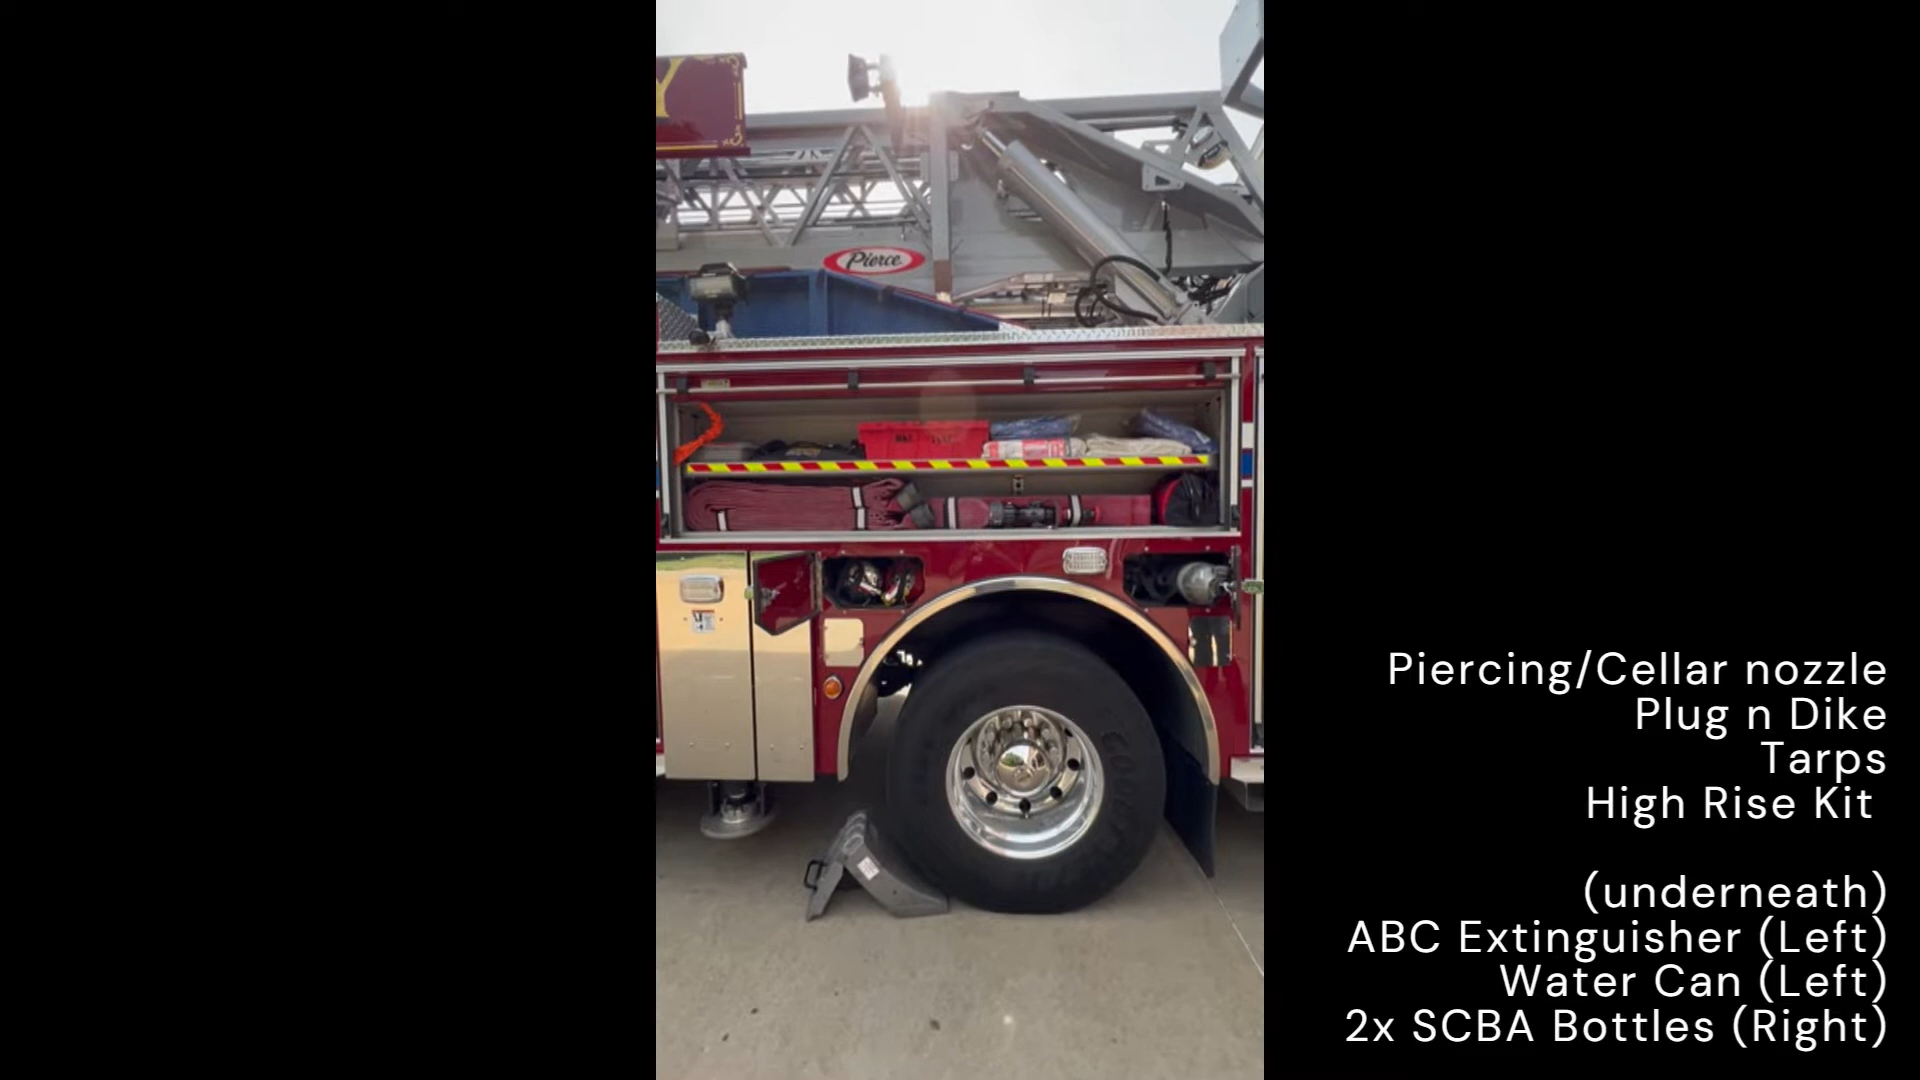 Y
Pierce
Piercing/Cellar nozzle
Plug n Dike
Tarps
High Rise Kit
(underneath)
ABC Extinguisher (Left)
Water Can (Left)
2x SCBA Bottles (Right)